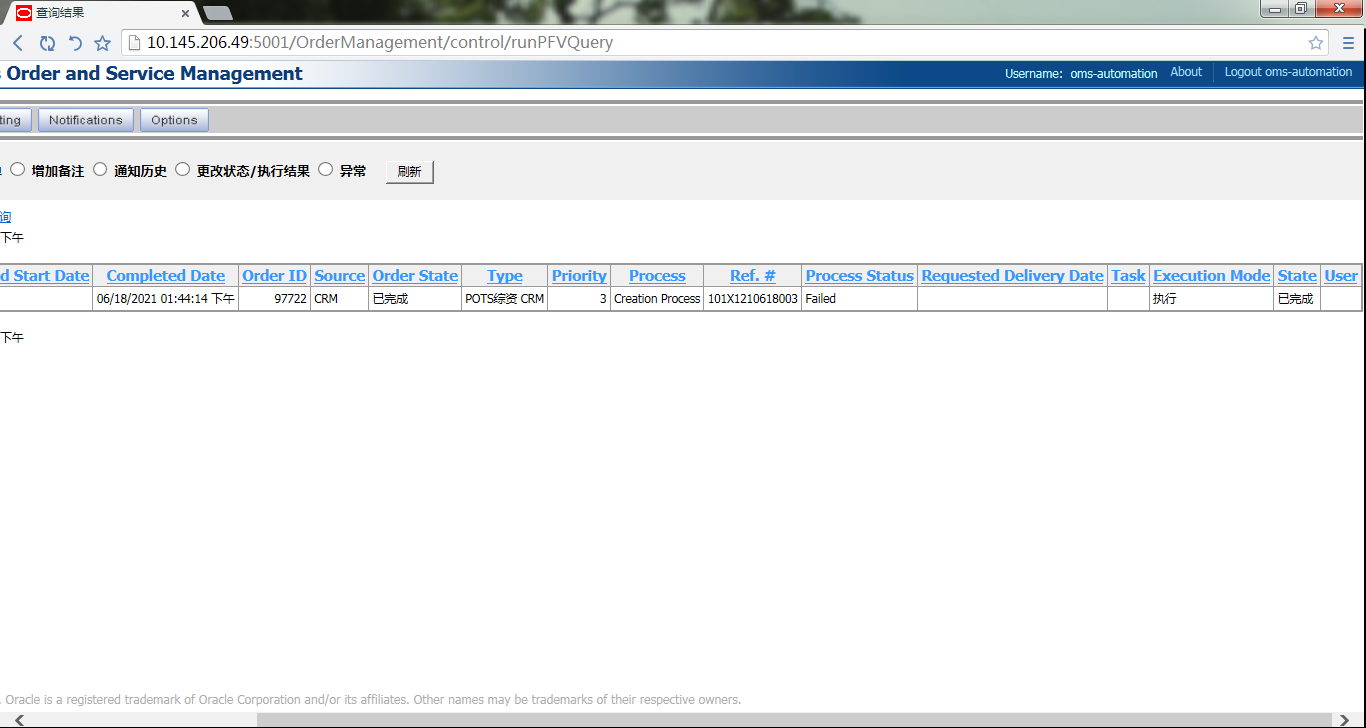 查询结果
10.145.206.49:5001/OrderManagement/control/runPFVQuery
Order and Service Management Username: oms-automation About Logout oms-automation
ting Notifications Options
增加备注 通知历史 更改状态/执行结果 异常 刷新
询
下午
d Start Date Completed Date Order ID Source Order State Type Priority Process Ref. # Process Status Requested Delivery Date Task Execution Mode State User
06/18/2021 01:44:14 下午 97722 CRM 已完成 POTS综资 CRM 3 Creation Process 101X1210618003 Failed 执行 已完成
下午
. Oracle is a registered trademark of Oracle Corporation and/or its affiliates. Other names may be trademarks of their respective owners.